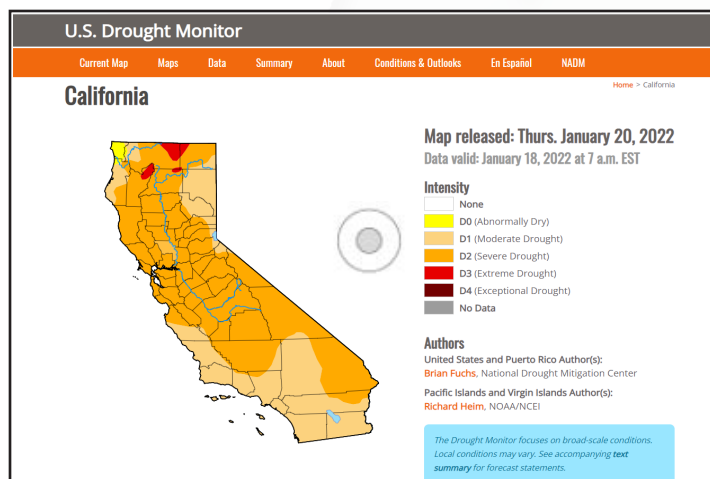 U.S. Drought Monitor
Current Map Maps Data Summary About Conditions & Outlooks En Español NADM
Home > California
California
Map released: Thurs. January 20, 2022
Data valid: January 18, 2022 at 7 a.m. EST
Intensity
None
D0 (Abnormally Dry)
D1 (Moderate Drought)
D2 (Severe Drought)
D3 (Extreme Drought)
D4 (Exceptional Drought)
No Data
Authors
United States and Puerto Rico Author(s):
Brian Fuchs, National Drought Mitigation Center
Pacific Islands and Virgin Islands Author(s):
Richard Heim, NOAA/NCEI
The Drought Monitor focuses on broad-scale conditions.
Local conditions may vary. See accompanying text
summary for forecast statements.